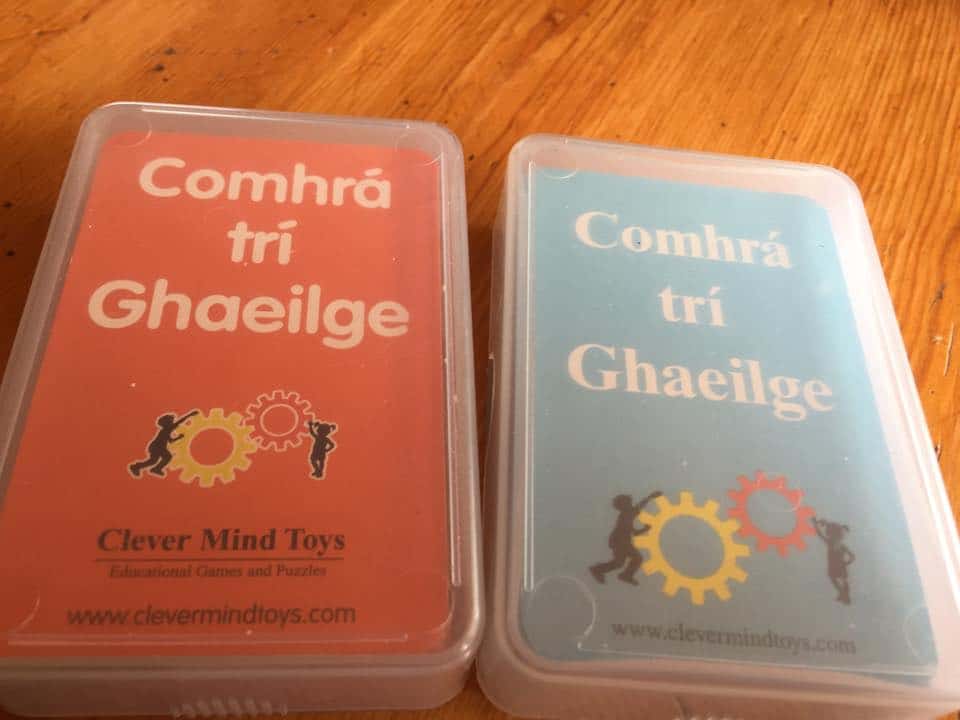 Comhrá
trí
Ghaeilge
Clever Mind Toys
Educational Games and Puzzles
www.clevermindtoys.com
Comhrá
trí
Ghaeilge
www.clevermindtoys.com